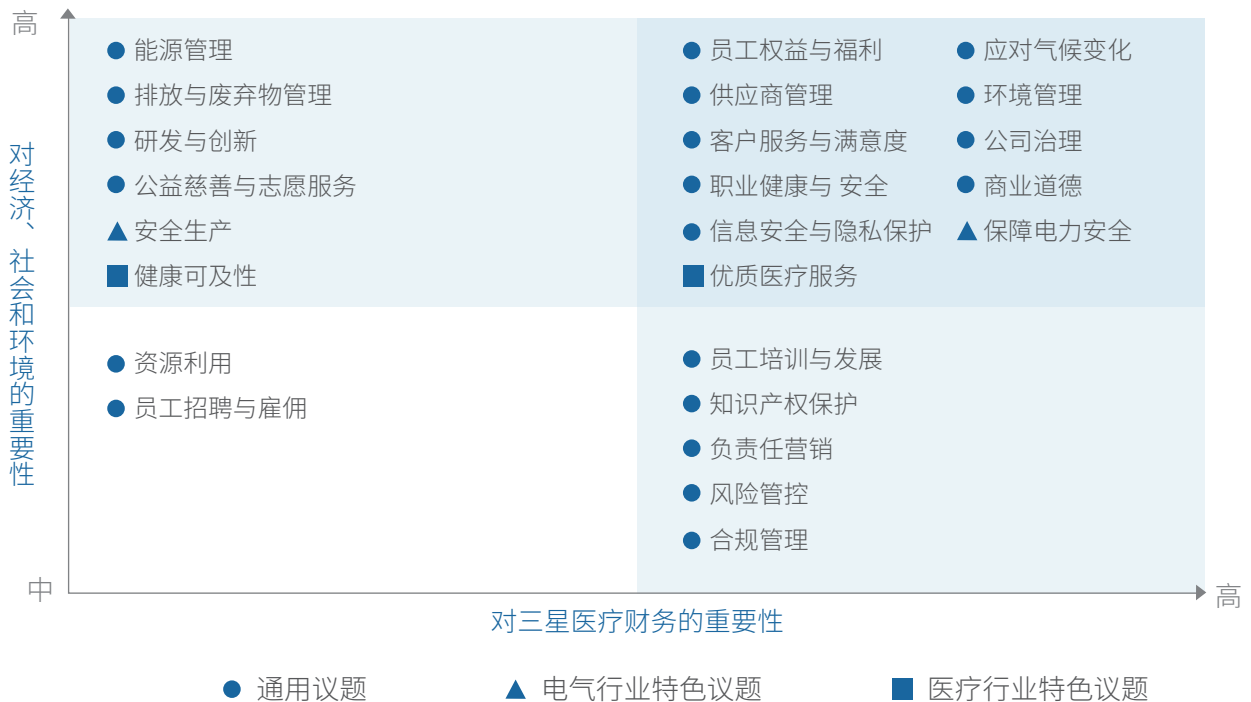 高
能源管理
排放与废弃物管理
研发与创新
公益慈善与志愿服务
安全生产
健康可及性
员工权益与福利
供应商管理
客户服务与满意度
职业健康与 安全
信息安全与隐私保护
优质医疗服务
应对气候变化
环境管理
公司治理
商业道德
保障电力安全
对经济、社会和环境的重要性
资源利用
员工招聘与雇佣
员工培训与发展
知识产权保护
负责任营销
风险管控
合规管理
中
高
对三星医疗财务的重要性
通用议题
电气行业特色议题
医疗行业特色议题